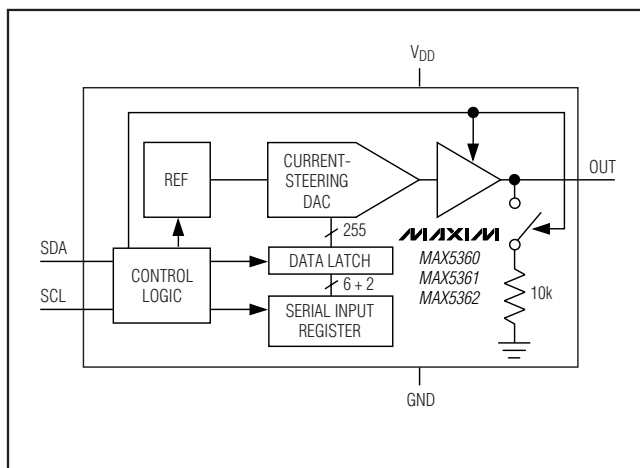 VDD
REF
CURRENT-
STEERING
DAC
OUT
255
MAXIM
MAX5360
MAX5361
MAX5362
SDA
CONTROL
LOGIC
DATA LATCH
6 + 2
SCL
SERIAL INPUT
REGISTER
10k
GND